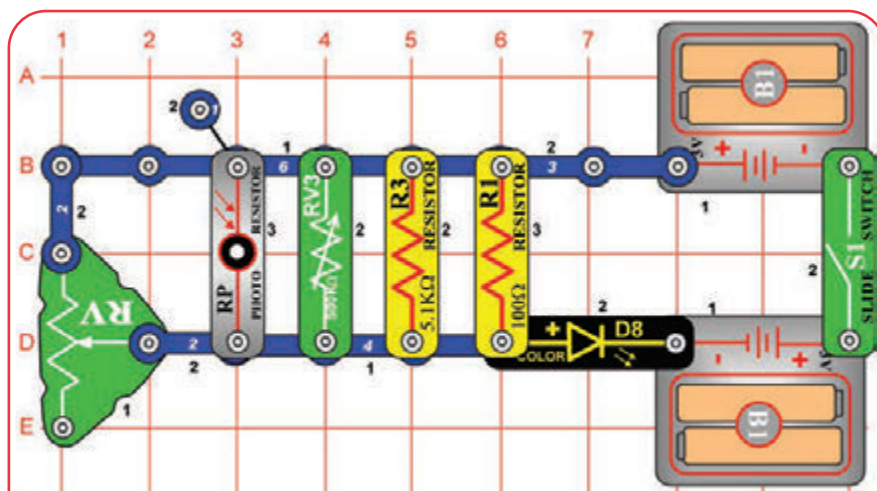 1 2 3 4 5 6 7
A
B1
2 1
1 2
+ -
3V
B
6 3
1
2 2
RESISTOR
RV3
R3
RESISTOR
R1
RESISTOR
SWITCH
3 2 2 3
C
2
S1
RP
PHOTO
500KΩ
5.1KΩ
100Ω
SLIDE
RV
2
+ D8
1
D
2 4
COLOR
- +
3V
2 1
1
B1
E